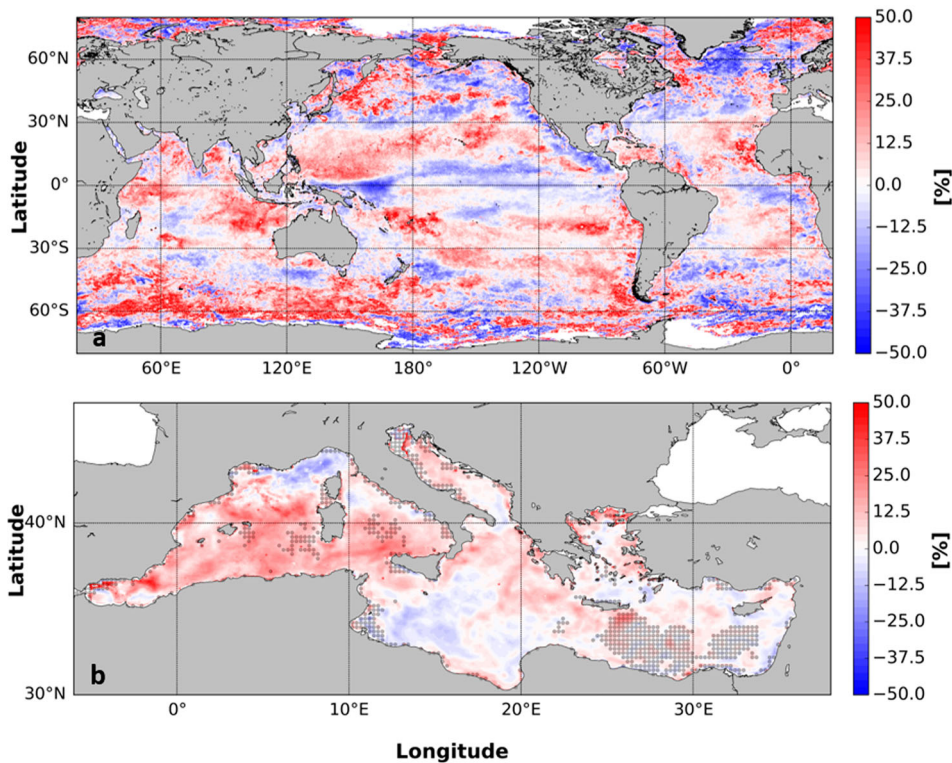 60°N
30°N
0°
30°S
60°S
Latitude
a
60°E
120°E
180°
120°W
60°W
0°
50.0
37.5
25.0
12.5
0.0
−12.5
−25.0
−37.5
−50.0
[%]
40°N
30°N
Latitude
b
0°
10°E
20°E
30°E
50.0
37.5
25.0
12.5
0.0
−12.5
−25.0
−37.5
−50.0
[%]
Longitude